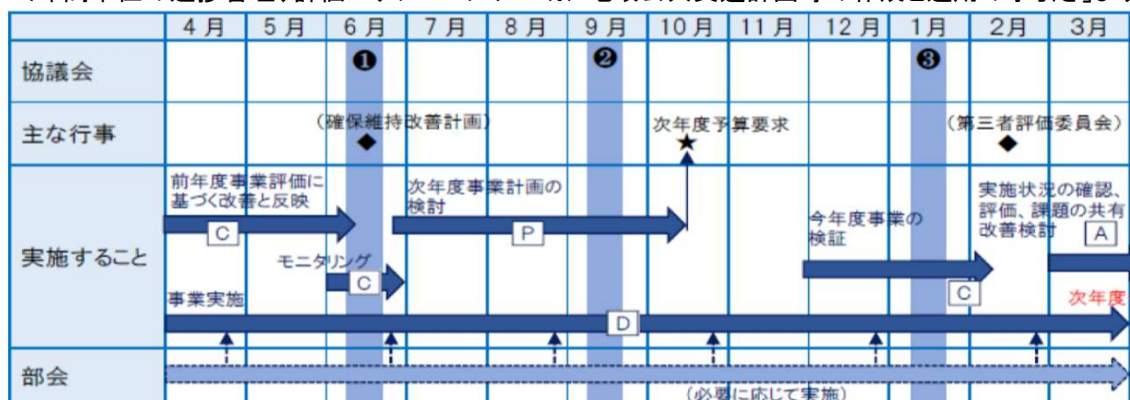 4月 5月 6月 7月 8月 9月 10月 11月 12月 1月 2月 3月
協議会
❶ ❷ ❸
主な行事
(確保維持改善計画)
◆
次年度予算要求
★
(第三者評価委員会)
◆
実施すること
前年度事業評価に
基づく改善と反映
C
次年度事業計画の
検討
P
モニタリング
C
今年度事業の
検証
C
実施状況の確認、
評価、課題の共有
改善検討
A
事業実施
D
次年度
部会
(必要に応じて実施)